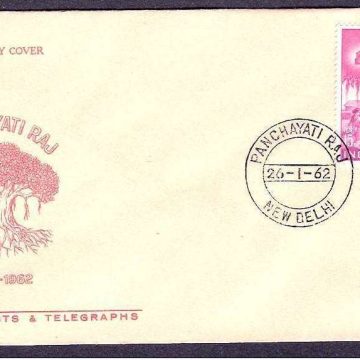 Y COVER
YATI RAJ
-1962
TS & TELEGRAPHS
PANCHAYATI RAJ
26-1-62
NEW DELHI